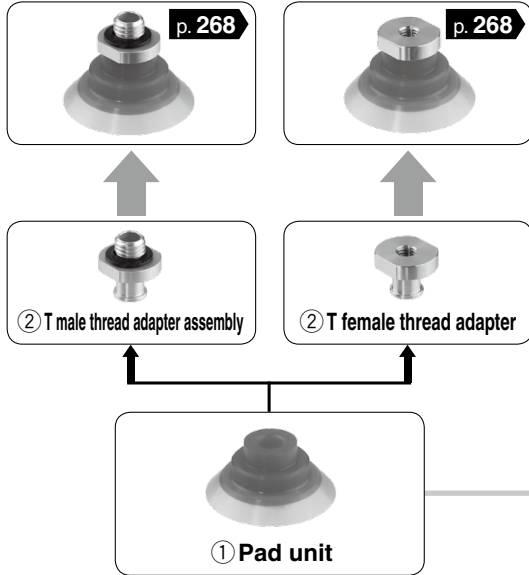 p. 268
p. 268
② T male thread adapter assembly
② T female thread adapter
① Pad unit